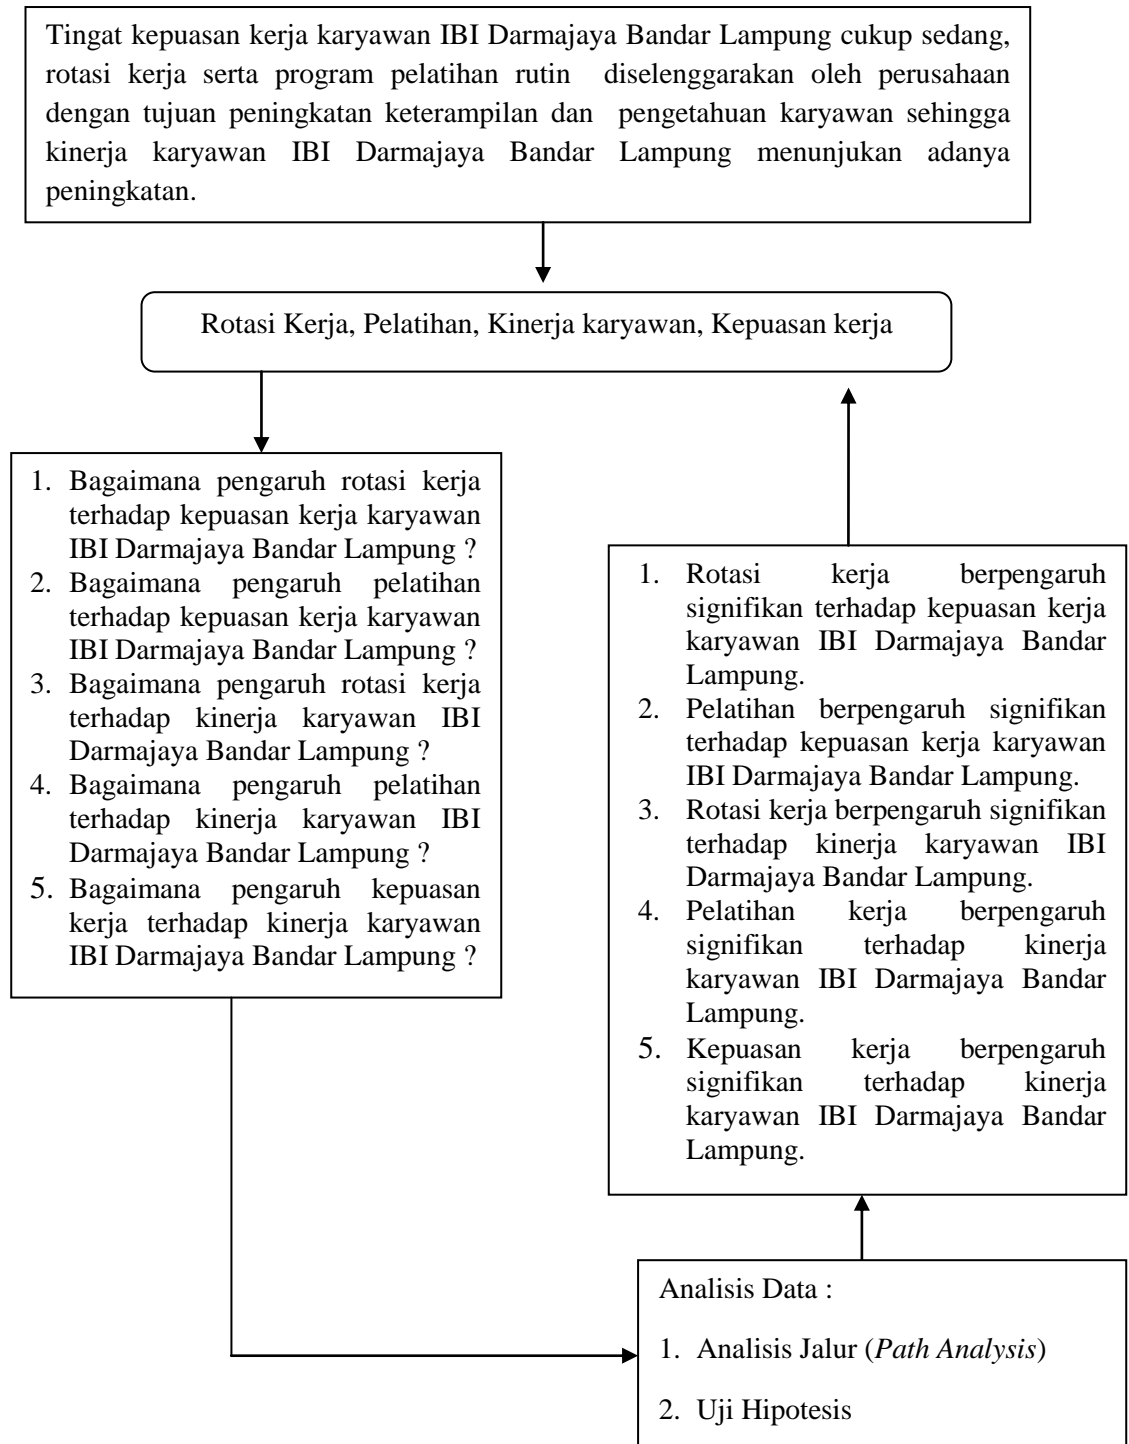 Tingat kepuasan kerja karyawan IBI Darmajaya Bandar Lampung cukup sedang,
rotasi kerja serta program pelatihan rutin diselenggarakan oleh perusahaan
dengan tujuan peningkatan keterampilan dan pengetahuan karyawan sehingga
kinerja karyawan IBI Darmajaya Bandar Lampung menunjukan adanya
peningkatan.
Rotasi Kerja, Pelatihan, Kinerja karyawan, Kepuasan kerja
1. Bagaimana pengaruh rotasi kerja
terhadap kepuasan kerja karyawan
IBI Darmajaya Bandar Lampung ?
2. Bagaimana pengaruh pelatihan
terhadap kepuasan kerja karyawan
IBI Darmajaya Bandar Lampung ?
3. Bagaimana pengaruh rotasi kerja
terhadap kinerja karyawan IBI
Darmajaya Bandar Lampung ?
4. Bagaimana pengaruh pelatihan
terhadap kinerja karyawan IBI
Darmajaya Bandar Lampung ?
5. Bagaimana pengaruh kepuasan
kerja terhadap kinerja karyawan
IBI Darmajaya Bandar Lampung ?
1. Rotasi kerja berpengaruh
signifikan terhadap kepuasan kerja
karyawan IBI Darmajaya Bandar
Lampung.
2. Pelatihan berpengaruh signifikan
terhadap kepuasan kerja karyawan
IBI Darmajaya Bandar Lampung.
3. Rotasi kerja berpengaruh signifikan
terhadap kinerja karyawan IBI
Darmajaya Bandar Lampung.
4. Pelatihan kerja berpengaruh
signifikan terhadap kinerja
karyawan IBI Darmajaya Bandar
Lampung.
5. Kepuasan kerja berpengaruh
signifikan terhadap kinerja
karyawan IBI Darmajaya Bandar
Lampung.
Analisis Data :
1. Analisis Jalur (Path Analysis)
2. Uji Hipotesis